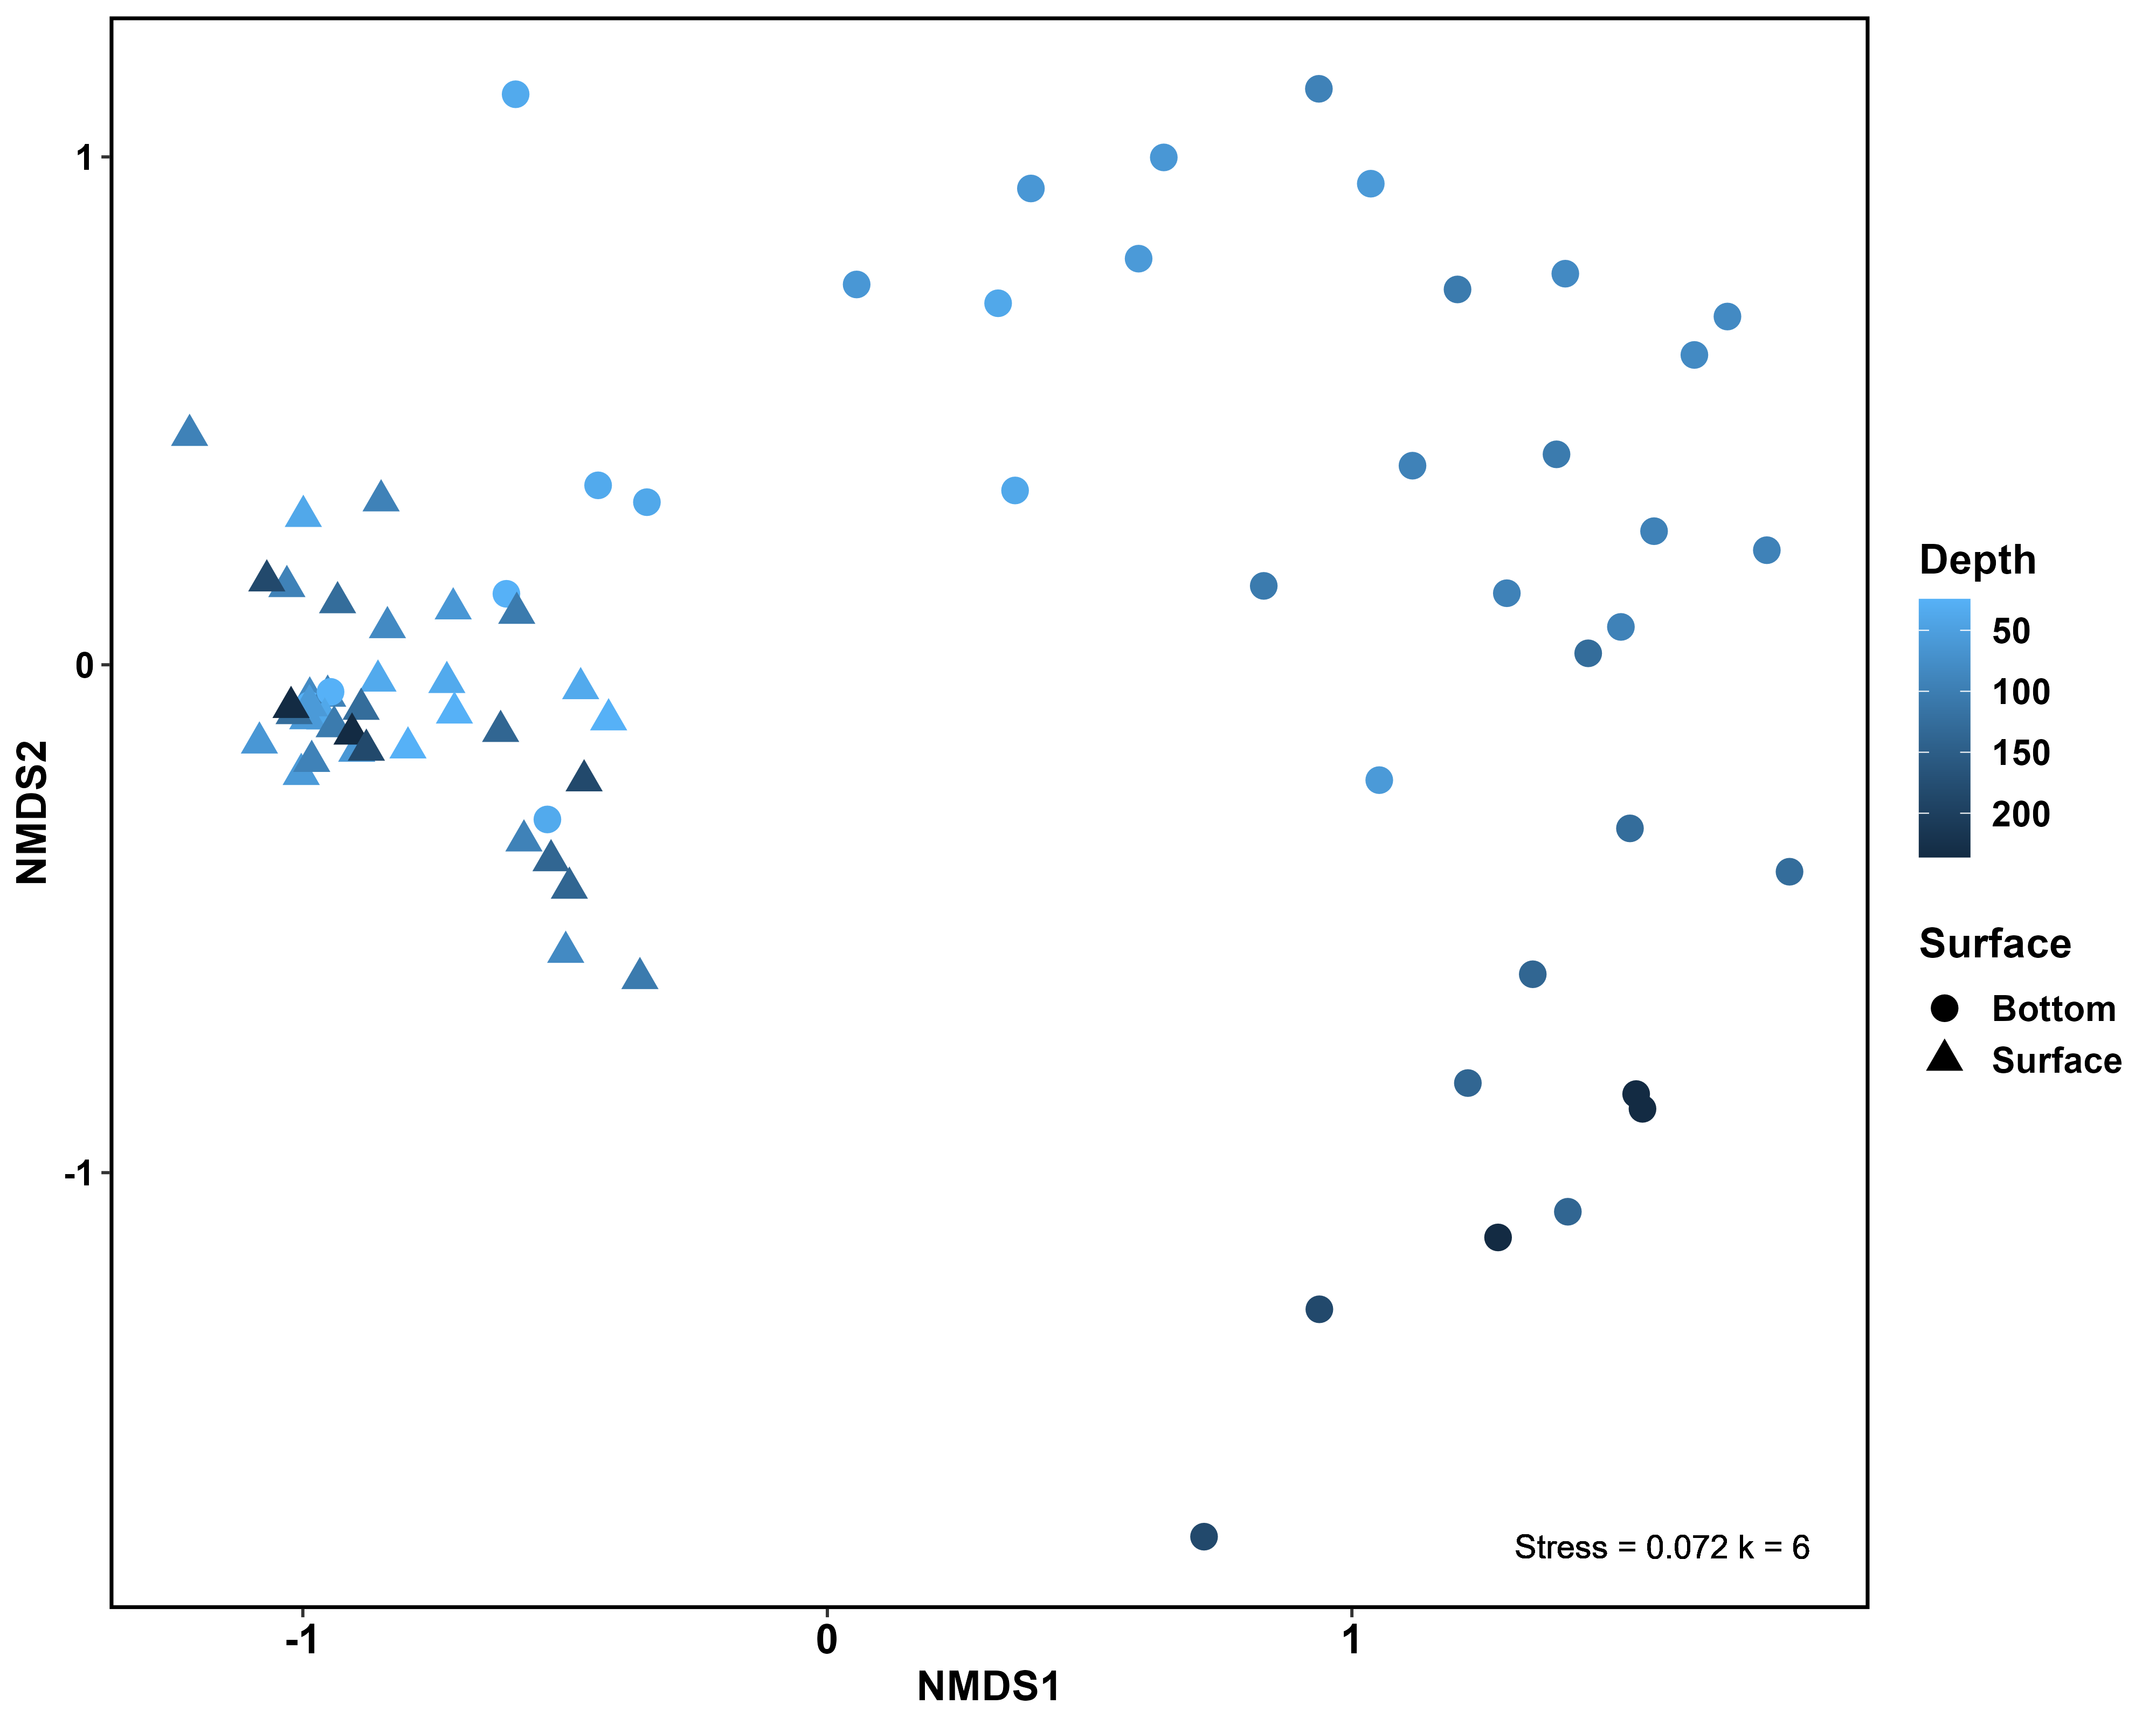 1
0
-1
NMDS2
-1
0
1
NMDS1
Stress = 0.072 k = 6
Depth
50
100
150
200
Surface
Bottom
Surface